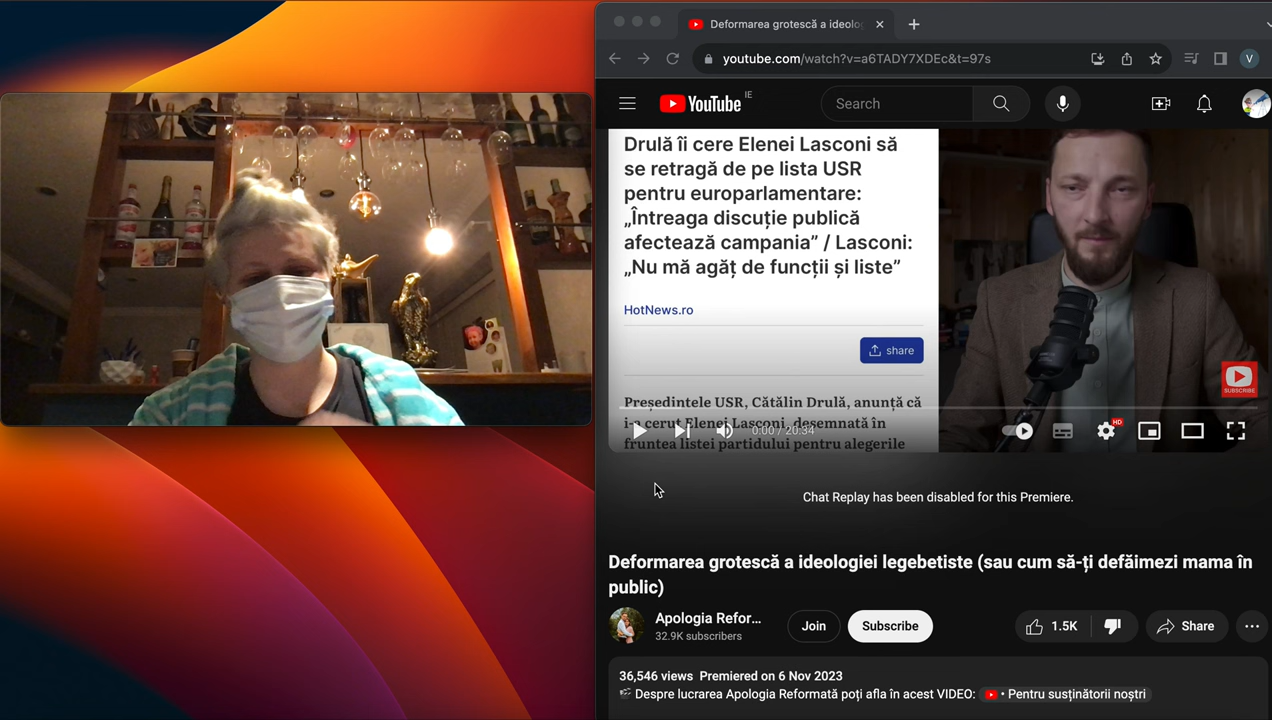 Deformarea grotescă a ideolo
youtube.com/watch?v=a6TADY7XDEc&t=97s
V
YouTube IE
Search
Drulă îi cere Elenei Lasconi să
se retragă de pe lista USR
pentru europarlamentare:
„Întreaga discuție publică
afectează campania” / Lasconi:
„Nu mă agăț de funcții și liste”
HotNews.ro
share
Președintele USR, Cătălin Drulă, anunță că
i-a cerut Elenei Lasconi, desemnată în
fruntea listei partidului pentru alegerile
SUBSCRIBE
0:00 / 20:34
HD
Chat Replay has been disabled for this Premiere.
Deformarea grotescă a ideologiei legebetiste (sau cum să-ți defăimezi mama în
public)
Apologia Refor...
32.9K subscribers
Join
Subscribe
1.5K
Share
36,546 views Premiered on 6 Nov 2023
Despre lucrarea Apologia Reformată poți afla în acest VIDEO: • Pentru susținătorii noștri